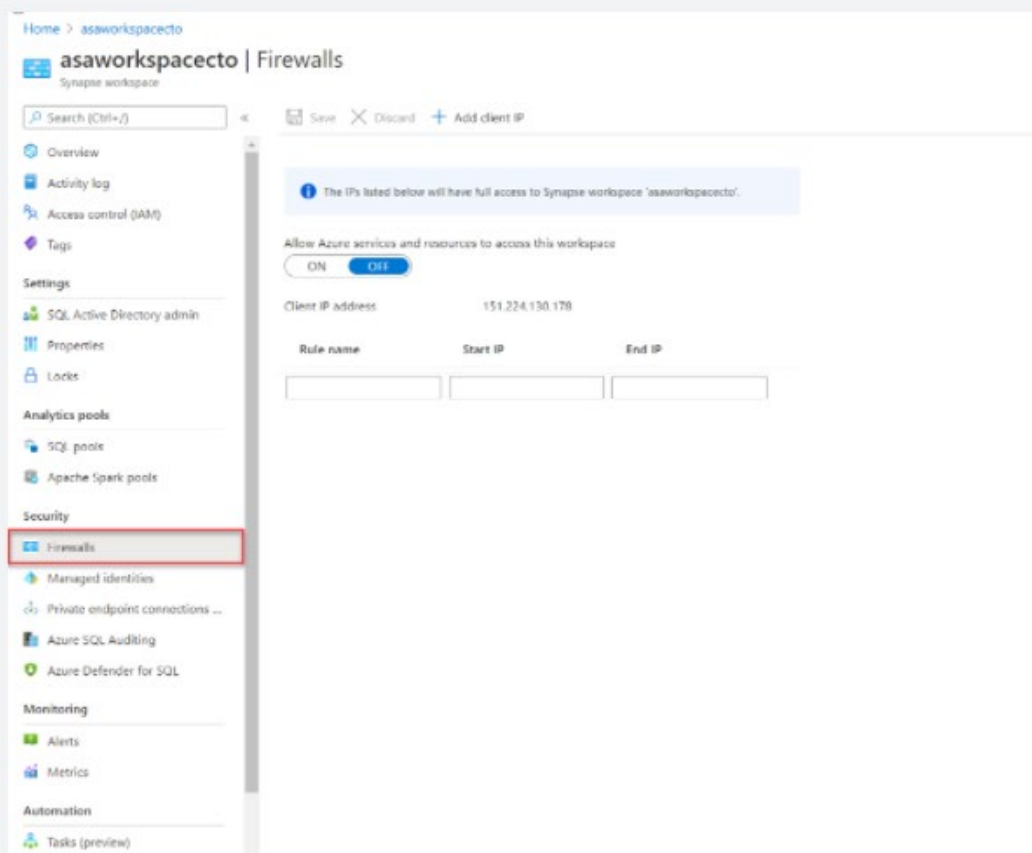 Home > asaworkspacecto
asaworkspacecto | Firewalls
Synapse workspace
Search (Ctrl+/)
«
Save
Discard
Add client IP
Overview
Activity log
Access control (IAM)
Tags
Settings
SQL Active Directory admin
Properties
Locks
Analytics pools
SQL pools
Apache Spark pools
Security
Firewalls
Managed identities
Private endpoint connections ...
Azure SQL Auditing
Azure Defender for SQL
Monitoring
Alerts
Metrics
Automation
Tasks (preview)
The IPs listed below will have full access to Synapse workspace 'asaworkspacecto'.
Allow Azure services and resources to access this workspace
ON OFF
Client IP address 151.224.130.178
Rule name Start IP End IP